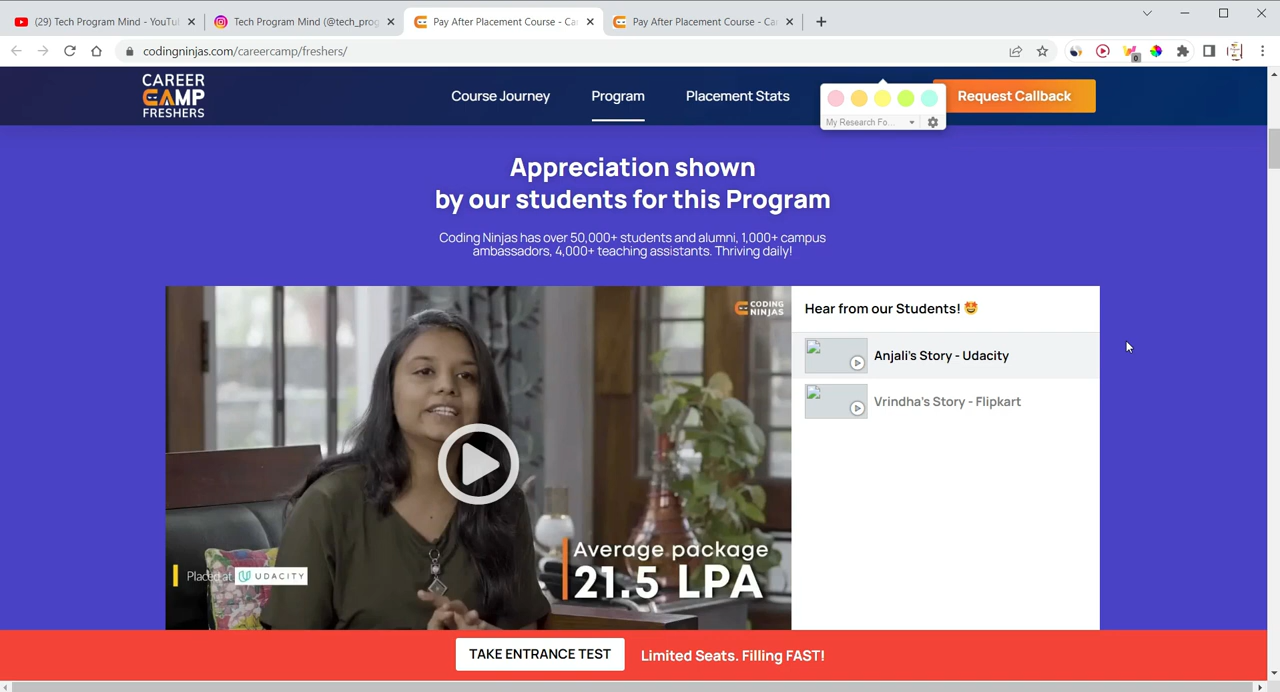 (29) Tech Program Mind - YouTu
Tech Program Mind (@tech_prog
Pay After Placement Course - Ca
Pay After Placement Course - Ca
codingninjas.com/careercamp/freshers/
0
CAREER
CAMP
FRESHERS
Course Journey
Program
Placement Stats
My Research Fo...
Request Callback
Appreciation shown
by our students for this Program
Coding Ninjas has over 50,000+ students and alumni, 1,000+ campus
ambassadors, 4,000+ teaching assistants. Thriving daily!
CODING
NINJAS
Hear from our Students! 🤩
Anjali's Story - Udacity
Vrindha's Story - Flipkart
Average package
21.5 LPA
Placed at UDACITY
TAKE ENTRANCE TEST
Limited Seats. Filling FAST!